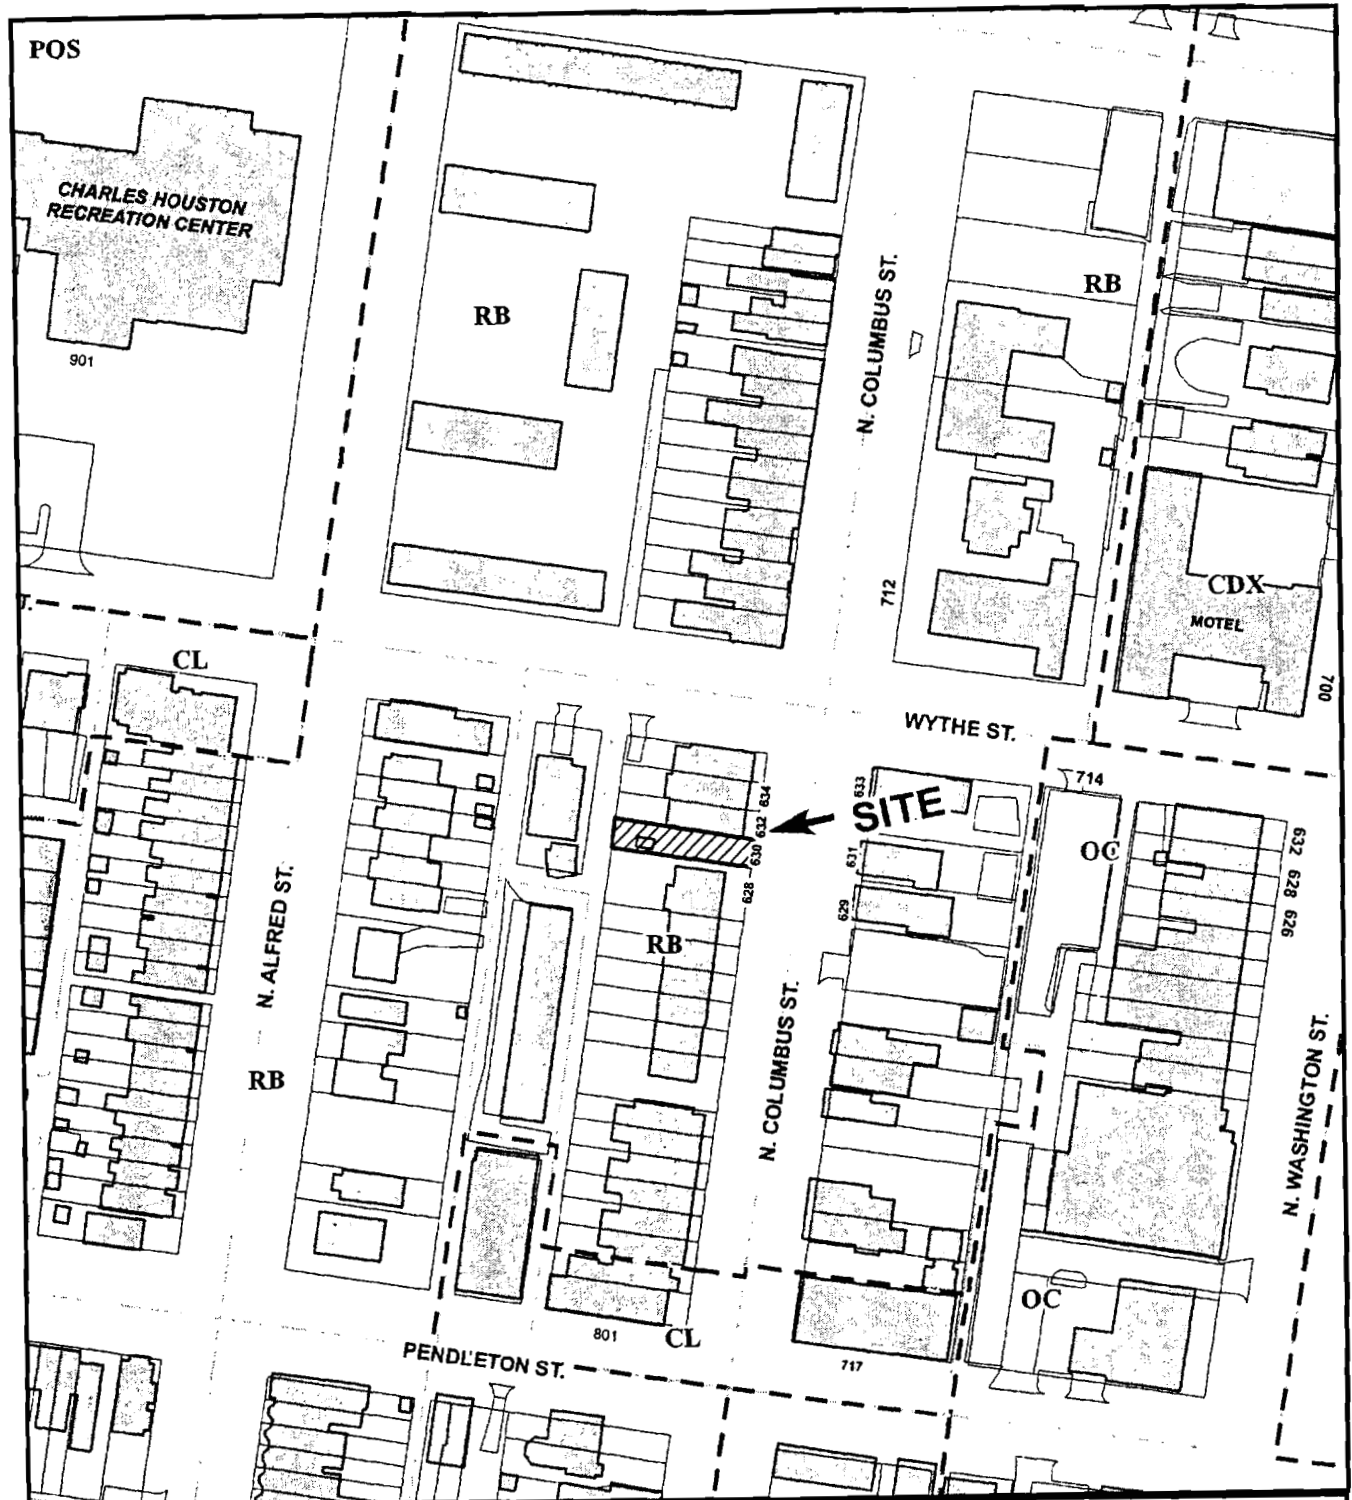 POS
CHARLES HOUSTON
RECREATION CENTER
901
RB
N. COLUMBUS ST.
RB
712
CDX
MOTEL
700
CL
WYTHE ST.
714
634
632
630
628
SITE
633
631
629
OC
632
628
626
N. ALFRED ST.
RB
RB
N. COLUMBUS ST.
N. WASHINGTON ST.
OC
801
CL
717
PENDLETON ST.